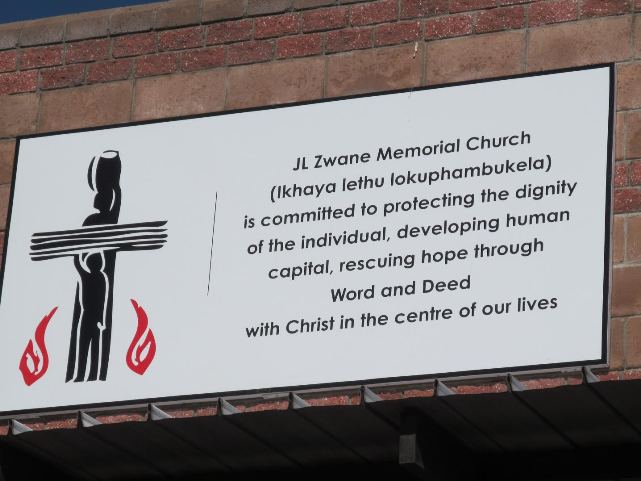 JL Zwane Memorial Church
(Ikhaya lethu lokuphambukela)
is committed to protecting the dignity
of the individual, developing human
capital, rescuing hope through
Word and Deed
with Christ in the centre of our lives